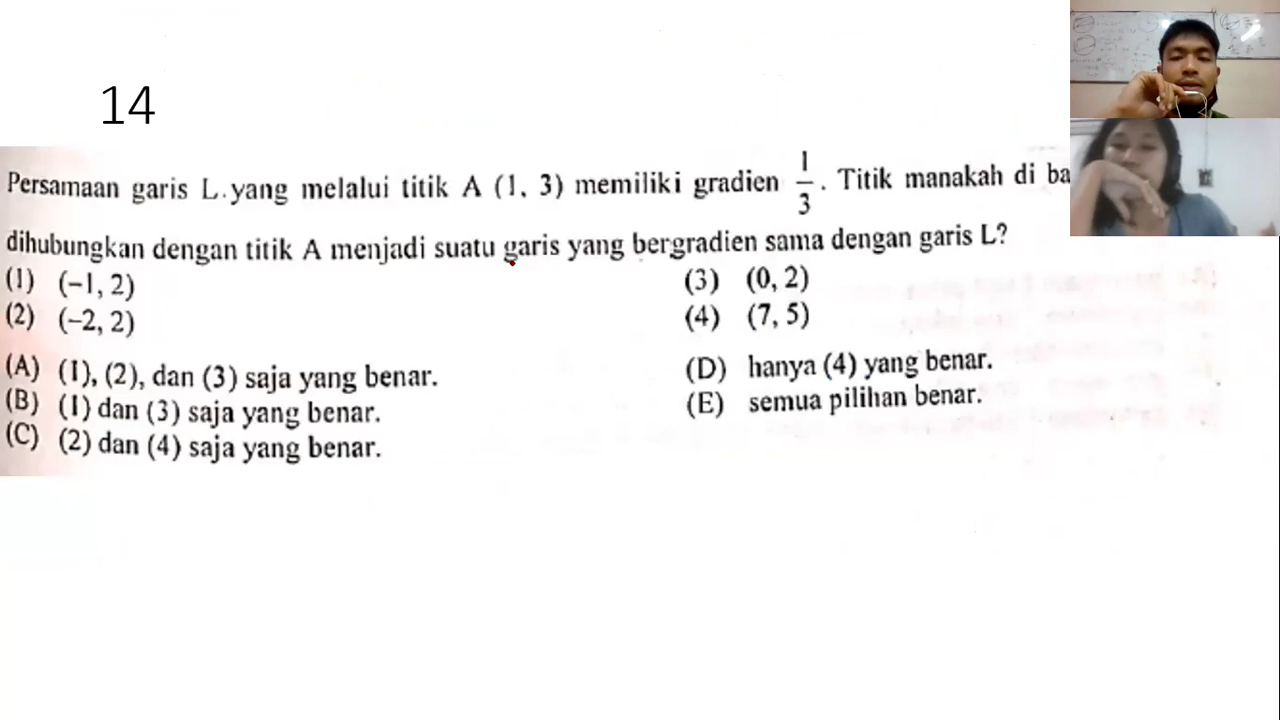 14
Persamaan garis L yang melalui titik A (1, 3) memiliki gradien 1/3. Titik manakah di ba
dihubungkan dengan titik A menjadi suatu garis yang bergradien sama dengan garis L?
(1) (−1, 2) (3) (0, 2)
(2) (−2, 2) (4) (7, 5)
(A) (1), (2), dan (3) saja yang benar. (D) hanya (4) yang benar.
(B) (1) dan (3) saja yang benar. (E) semua pilihan benar.
(C) (2) dan (4) saja yang benar.